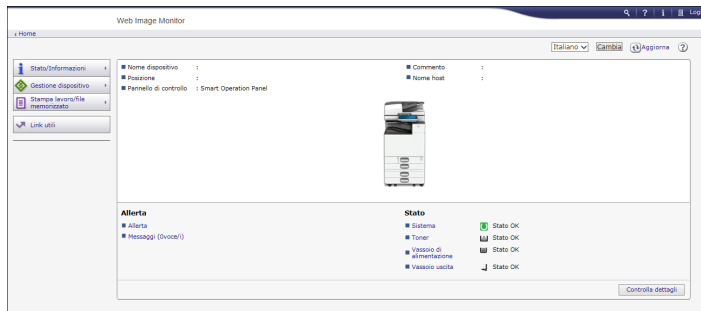 Web Image Monitor
? i Log
Home
Italiano Cambia Aggiorna ?
Stato/Informazioni
Gestione dispositivo
Stampa lavoro/file
memorizzato
Link utili
Nome dispositivo :
Posizione :
Pannello di controllo : Smart Operation Panel
Commento :
Nome host :
Allerta
Allerta
Messaggi (0voce/i)
Stato
Sistema Stato OK
Toner Stato OK
Vassoio di
alimentazione Stato OK
Vassoio uscita Stato OK
Controlla dettagli